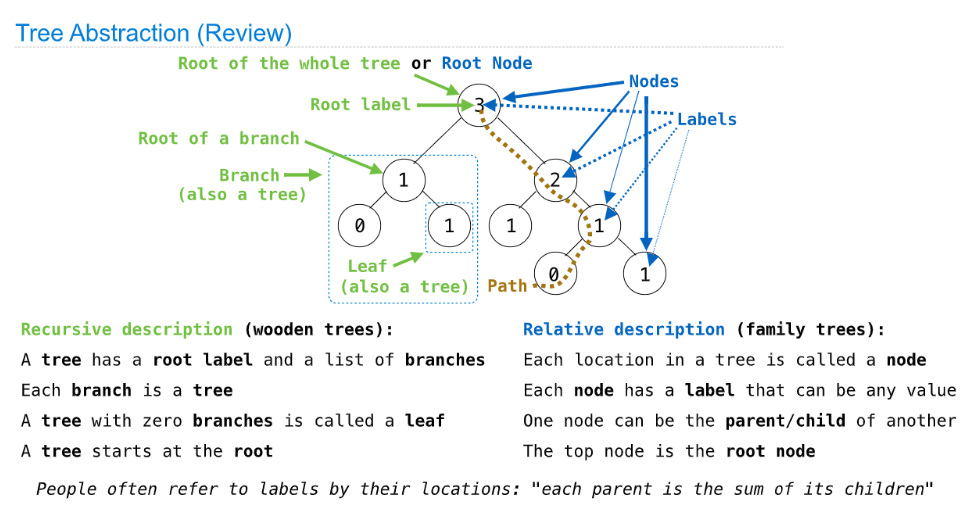 Tree Abstraction (Review)
Root of the whole tree or Root Node
Nodes
Root label
3
Labels
Root of a branch
Branch
(also a tree)
1
2
0
1
1
1
Leaf
(also a tree)
Path
0
1
Recursive description (wooden trees):
A tree has a root label and a list of branches
Each branch is a tree
A tree with zero branches is called a leaf
A tree starts at the root
Relative description (family trees):
Each location in a tree is called a node
Each node has a label that can be any value
One node can be the parent/child of another
The top node is the root node
People often refer to labels by their locations: "each parent is the sum of its children"